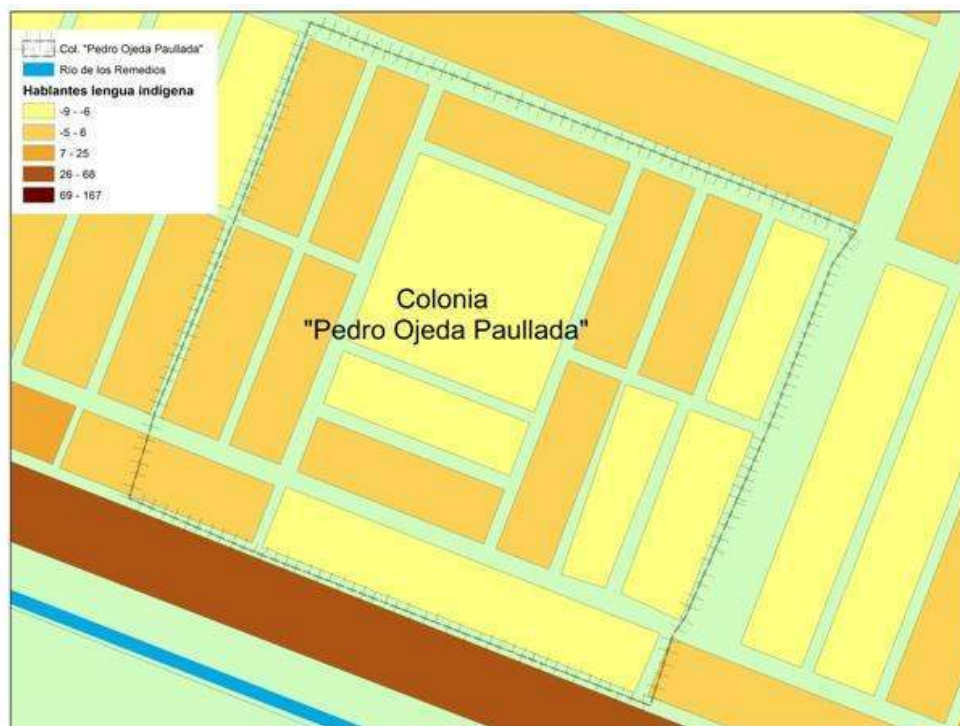 Col. "Pedro Ojeda Paullada"
Río de los Remedios
Hablantes lengua indígena
-9 - -6
-5 - 6
7 - 25
26 - 68
69 - 167
Colonia
"Pedro Ojeda Paullada"